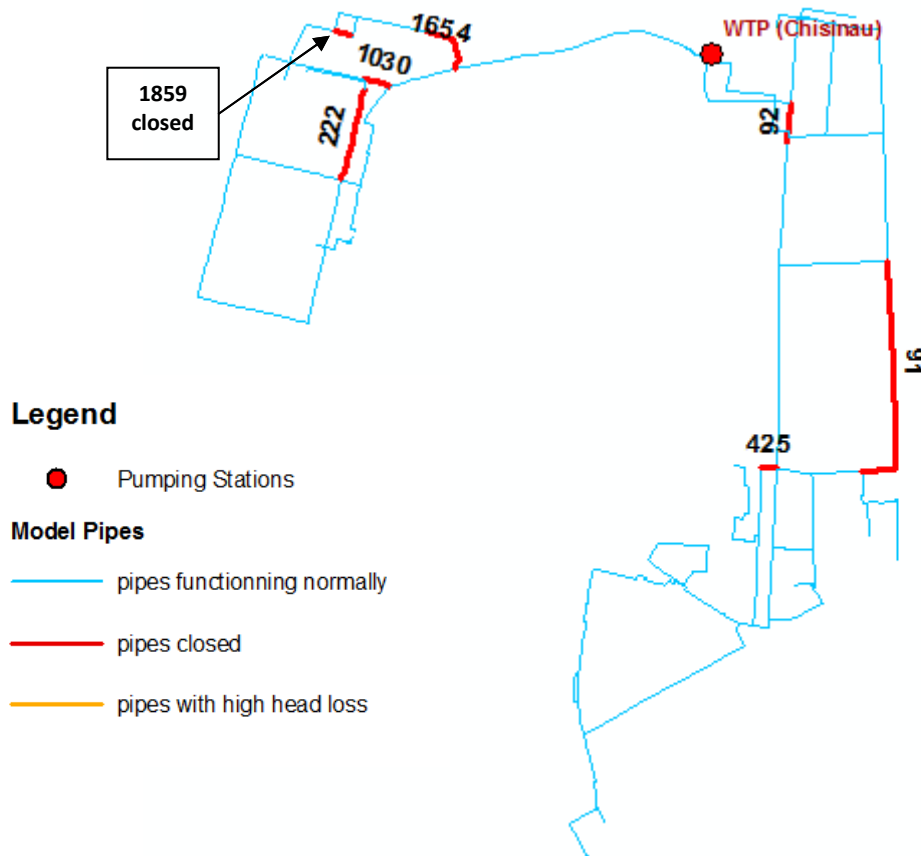 1654
WTP (Chisinau)
1030
1859
closed
222
92
91
425
Legend
Pumping Stations
Model Pipes
pipes functionning normally
pipes closed
pipes with high head loss